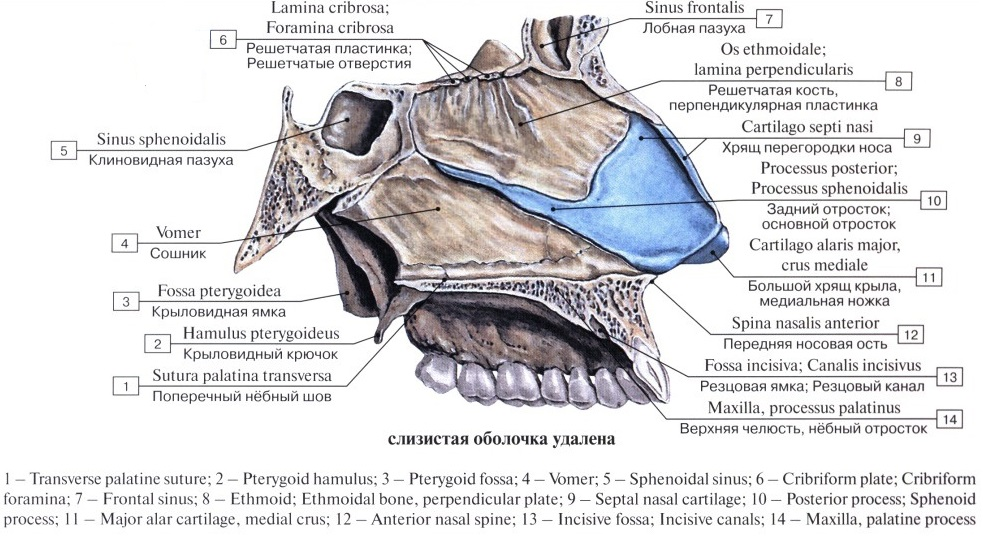 Lamina cribrosa;
Foramina cribrosa
6
Решетчатая пластинка;
Решетчатые отверстия
Sinus frontalis
7
Лобная пазуха
Os ethmoidale;
lamina perpendicularis
8
Решетчатая кость,
перпендикулярная пластинка
Sinus sphenoidalis
5
Клиновидная пазуха
Cartilago septi nasi
9
Хрящ перегородки носа
Processus posterior;
Processus sphenoidalis
10
Задний отросток;
основной отросток
Vomer
4
Сошник
Cartilago alaris major,
crus mediale
11
Большой хрящ крыла,
медиальная ножка
Fossa pterygoidea
3
Крыловидная ямка
Spina nasalis anterior
12
Передняя носовая ость
Hamulus pterygoideus
2
Крыловидный крючок
Fossa incisiva; Canalis incisivus
13
Резцовая ямка; Резцовый канал
Sutura palatina transversa
1
Поперечный нёбный шов
Maxilla, processus palatinus
14
Верхняя челюсть, нёбный отросток
слизистая оболочка удалена
1 – Transverse palatine suture; 2 – Pterygoid hamulus; 3 – Pterygoid fossa; 4 – Vomer; 5 – Sphenoidal sinus; 6 – Cribriform plate; Cribriform
foramina; 7 – Frontal sinus; 8 – Ethmoid; Ethmoidal bone, perpendicular plate; 9 – Septal nasal cartilage; 10 – Posterior process; Sphenoid
process; 11 – Major alar cartilage, medial crus; 12 – Anterior nasal spine; 13 – Incisive fossa; Incisive canals; 14 – Maxilla, palatine process